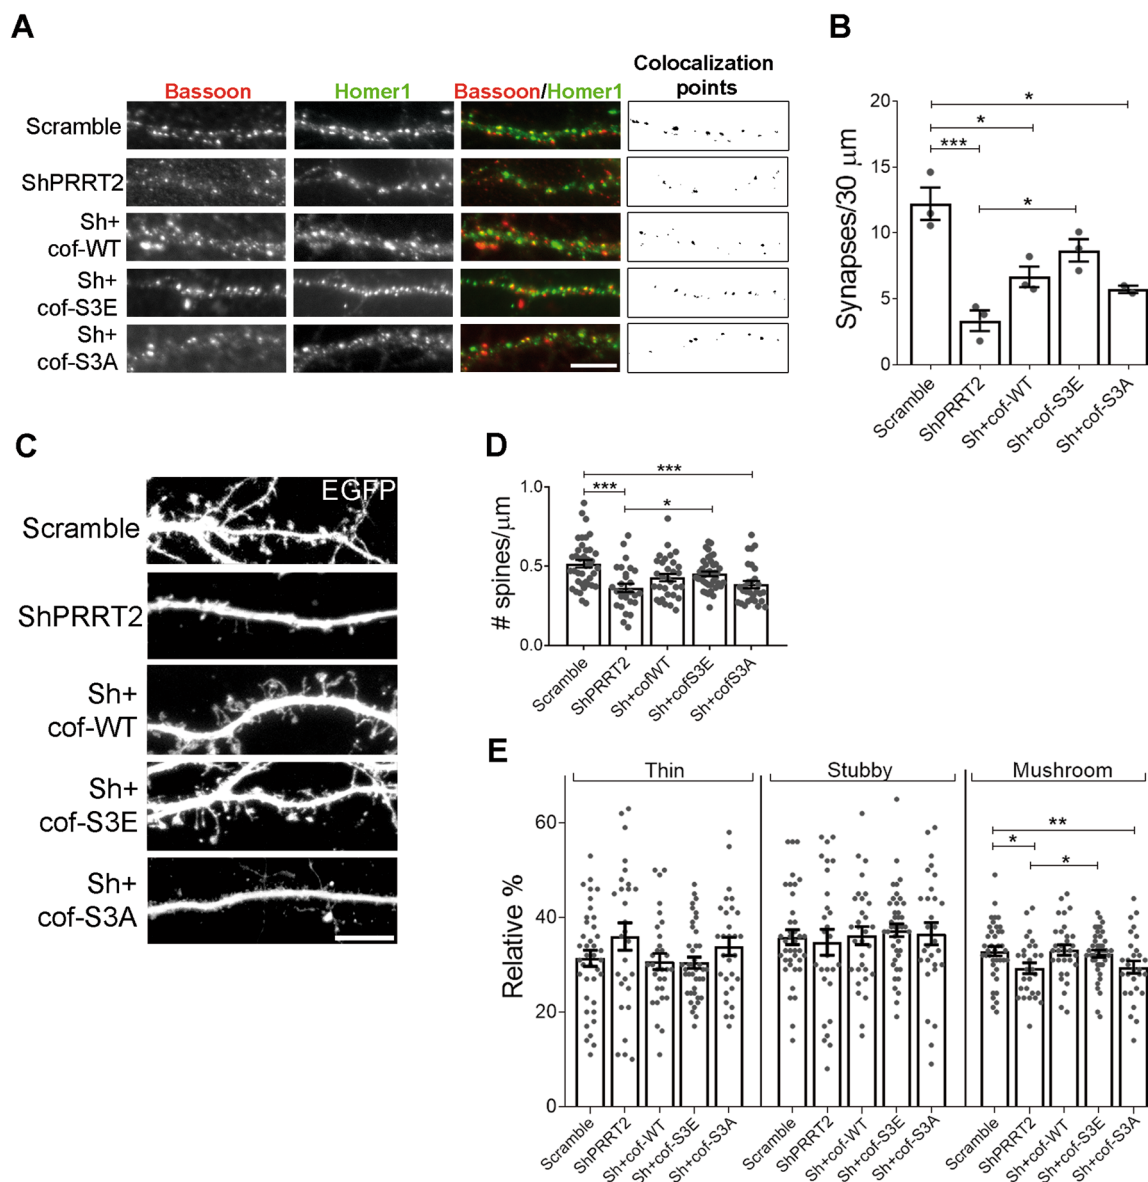 A
Bassoon
Homer1
Bassoon/Homer1
Colocalization
points
Scramble
ShPRRT2
Sh+
cof-WT
Sh+
cof-S3E
Sh+
cof-S3A
B
Synapses/30 μm
20
15
10
5
0
*
*
***
*
Scramble
ShPRRT2
Sh+cof-WT
Sh+cof-S3E
Sh+cof-S3A
C
EGFP
Scramble
ShPRRT2
Sh+
cof-WT
Sh+
cof-S3E
Sh+
cof-S3A
D
# spines/μm
1.0
0.5
0.0
***
***
*
Scramble
ShPRRT2
Sh+cofWT
Sh+cofS3E
Sh+cofS3A
E
Thin
Stubby
Mushroom
Relative %
60
40
20
0
**
*
*
Scramble
ShPRRT2
Sh+cof-WT
Sh+cof-S3E
Sh+cof-S3A
Scramble
ShPRRT2
Sh+cof-WT
Sh+cof-S3E
Sh+cof-S3A
Scramble
ShPRRT2
Sh+cof-WT
Sh+cof-S3E
Sh+cof-S3A